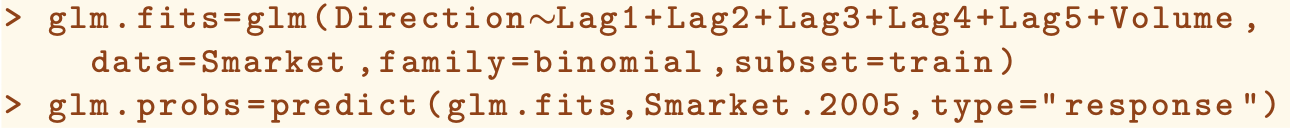 > glm.fits=glm(Direction∼Lag1+Lag2+Lag3+Lag4+Lag5+Volume ,
data=Smarket ,family=binomial ,subset=train)
> glm.probs=predict(glm.fits,Smarket .2005 ,type="response")